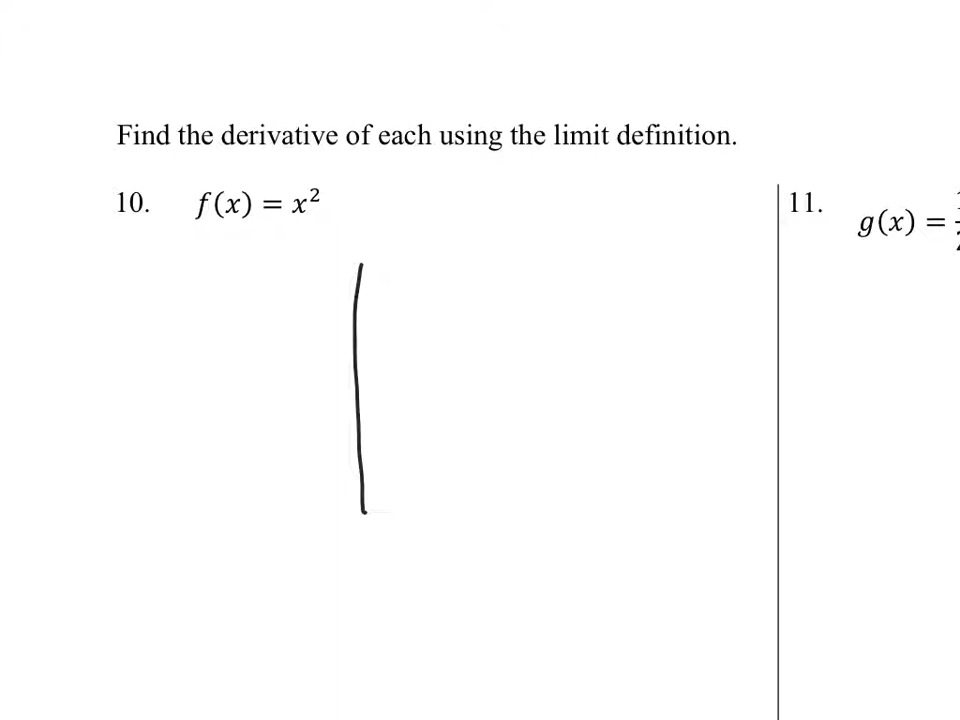 Find the derivative of each using the limit definition.
10. f(x) = x²
11. g(x) =